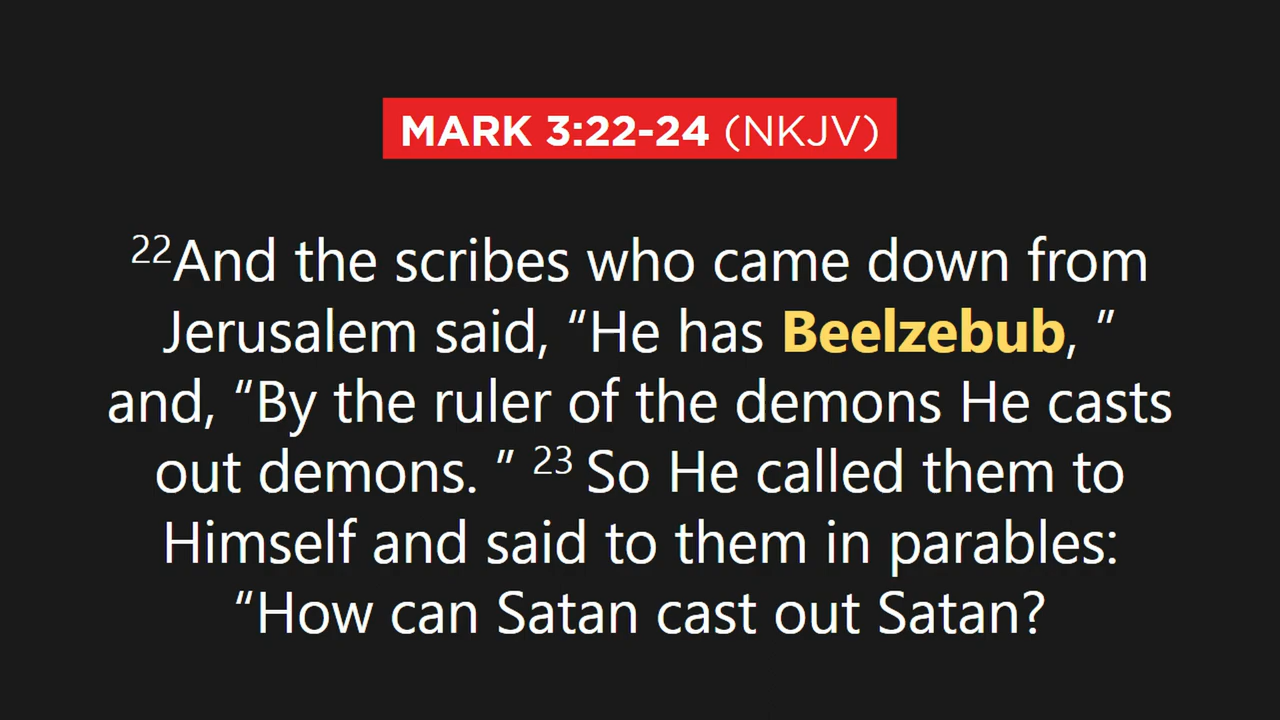 MARK 3:22-24 (NKJV)
22And the scribes who came down from
Jerusalem said, “He has Beelzebub, ”
and, “By the ruler of the demons He casts
out demons. ” 23 So He called them to
Himself and said to them in parables:
“How can Satan cast out Satan?